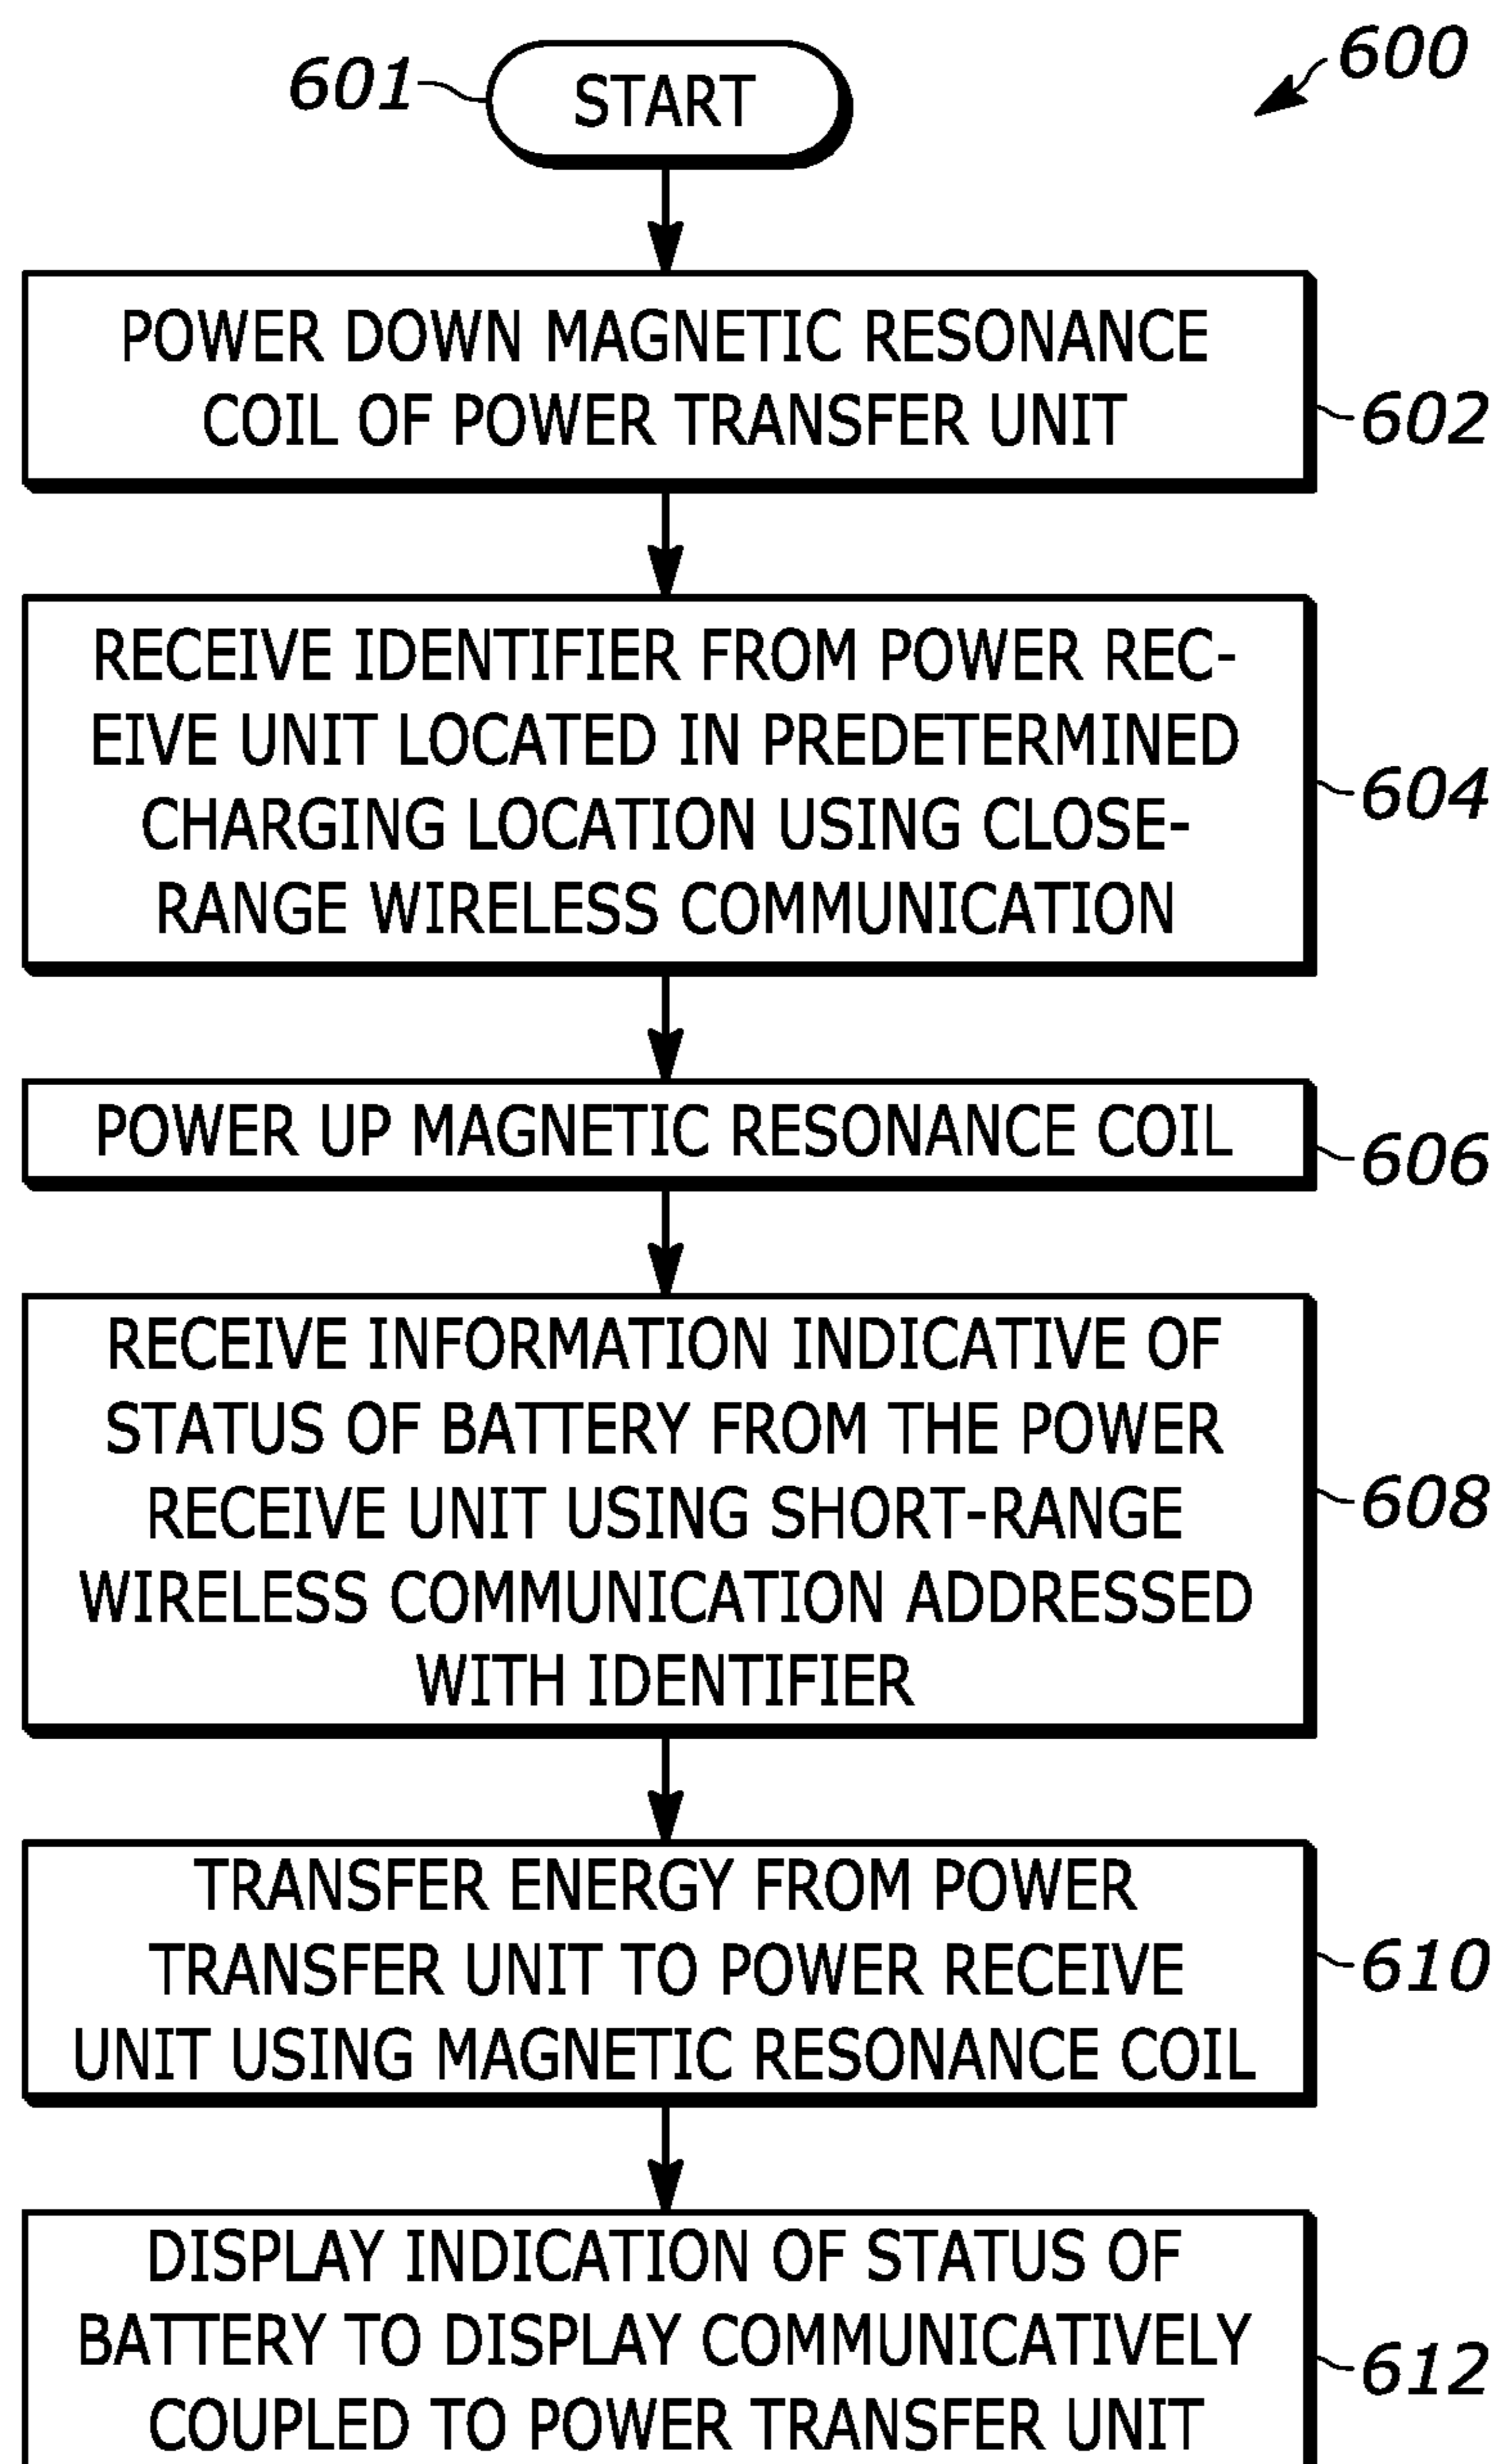 600
601
START
POWER DOWN MAGNETIC RESONANCE
COIL OF POWER TRANSFER UNIT
602
RECEIVE IDENTIFIER FROM POWER REC-
EIVE UNIT LOCATED IN PREDETERMINED
CHARGING LOCATION USING CLOSE-
RANGE WIRELESS COMMUNICATION
604
POWER UP MAGNETIC RESONANCE COIL
606
RECEIVE INFORMATION INDICATIVE OF
STATUS OF BATTERY FROM THE POWER
RECEIVE UNIT USING SHORT-RANGE
WIRELESS COMMUNICATION ADDRESSED
WITH IDENTIFIER
608
TRANSFER ENERGY FROM POWER
TRANSFER UNIT TO POWER RECEIVE
UNIT USING MAGNETIC RESONANCE COIL
610
DISPLAY INDICATION OF STATUS OF
BATTERY TO DISPLAY COMMUNICATIVELY
COUPLED TO POWER TRANSFER UNIT
612